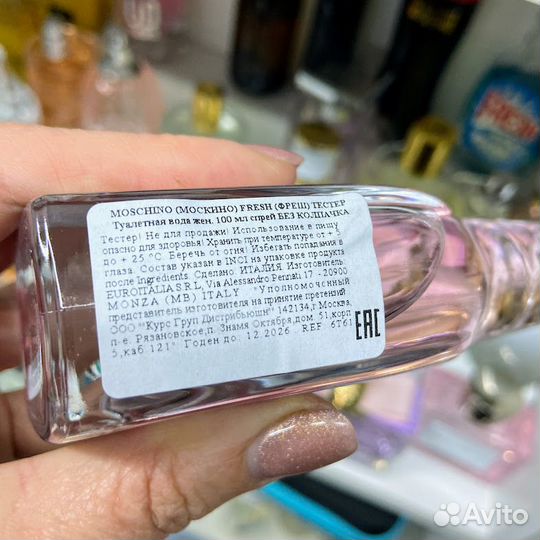 MOSCHINO (МОСКИНО) FRESH (ФРЕШ) ТЕСТЕР
Туалетная вода жен. 100 мл спрей БЕЗ КОЛПАЧКА
Тестер! Не для продажи! Использование в пищу
опасно для здоровья! Хранить при температуре от + 5
до + 25 °C. Беречь от огня! Избегать попадания в
глаза. Состав указан в INCI на упаковке продукта
после Ingredients. Сделано: ИТАЛИЯ. Изготовитель:
EUROITALIA S.R.L, Via Alessandro Pennati, 17 - 20900
MONZA (MB) ITALY "Уполномоченный
представитель изготовителя на принятие претензий
ООО "Курс Груп Дистрибьюшн" 142134,г Москва,
п-е. Рязановское,п. Знамя Октября,дом. 51,корп
5,каб.121" Годен до: 12.2026 . REF 6T61
EAC
Avito